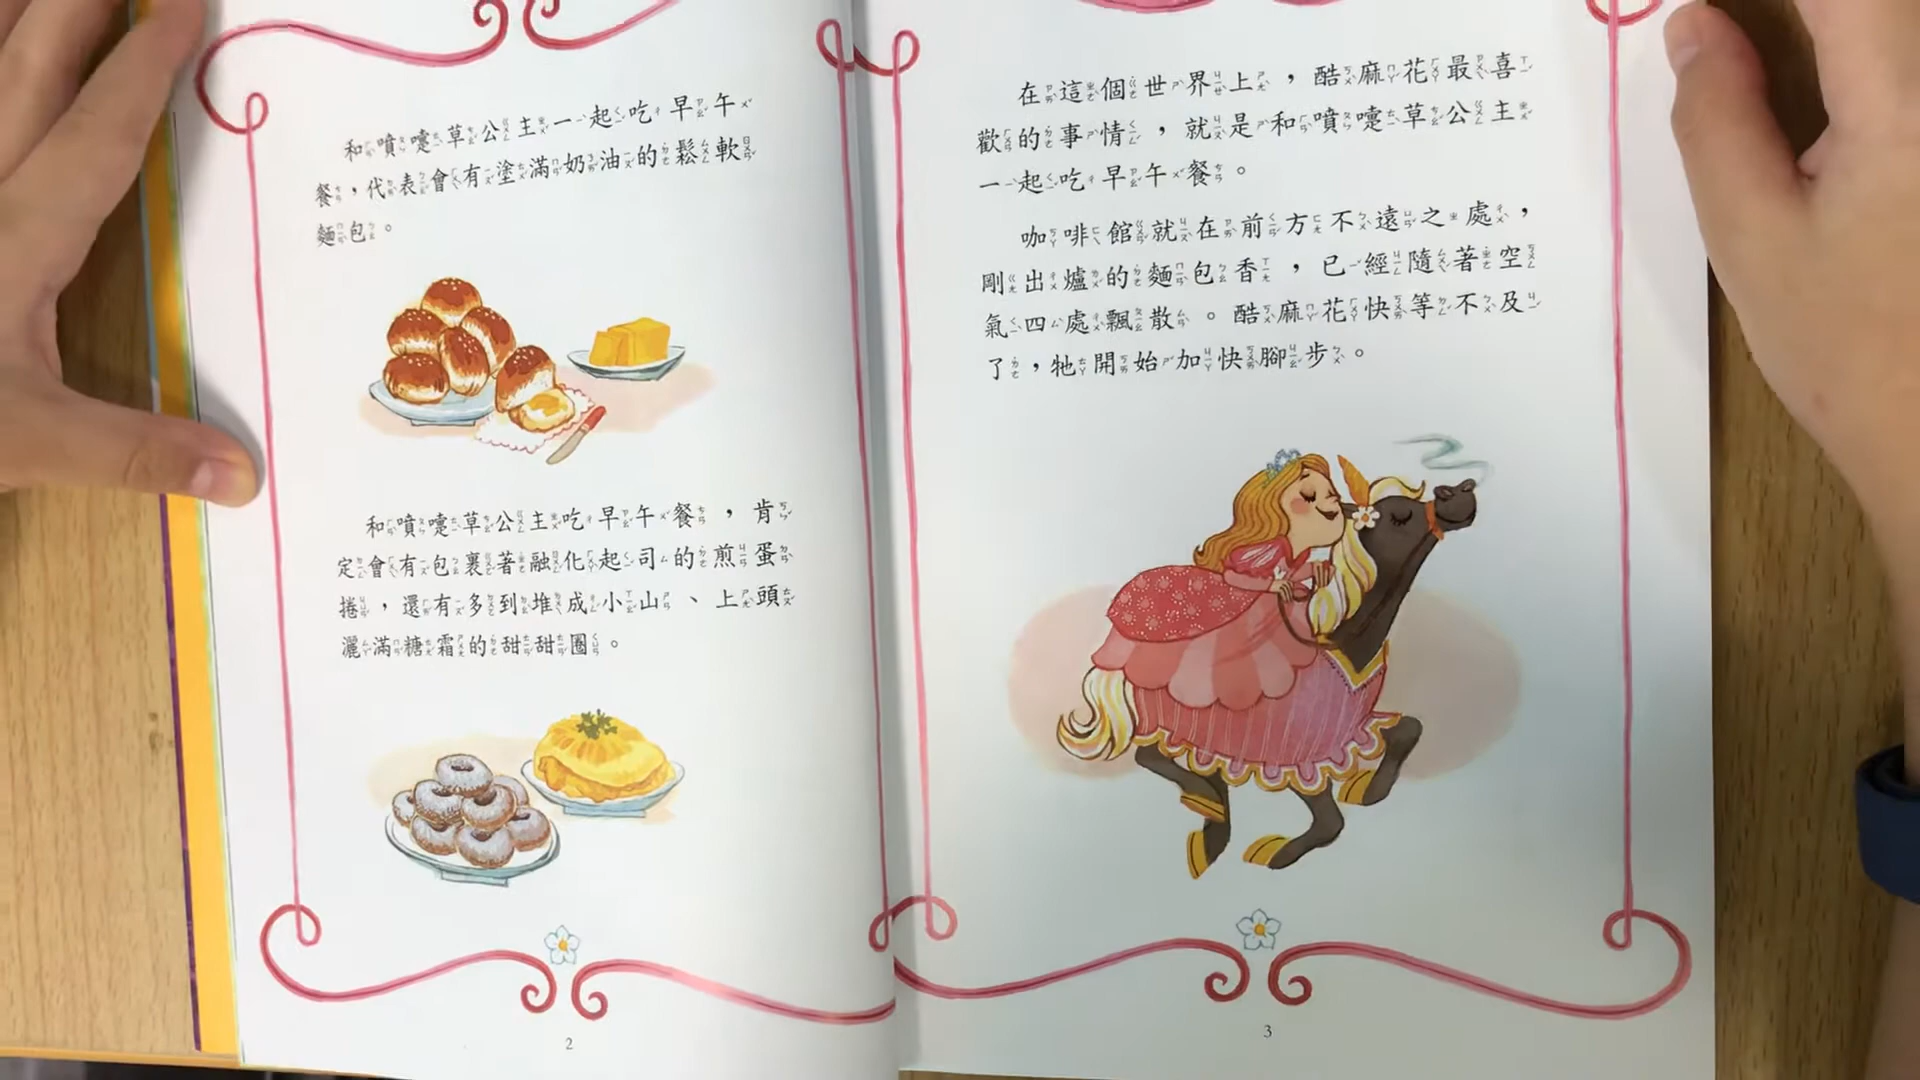 和噴嚏草公主一起吃早午
餐，代表會有塗滿奶油的鬆軟
麵包。
和噴嚏草公主吃早午餐，肯
定會有包裹著融化起司的煎蛋
捲，還有多到堆成小山、上頭
灑滿糖霜的甜甜圈。
2
在這個世界上，酷麻花最喜
歡的事情，就是和噴嚏草公主
一起吃早午餐。
咖啡館就在前方不遠之處，
剛出爐的麵包香，已經隨著空
氣四處飄散。酷麻花快等不及
了，牠開始加快腳步。
3